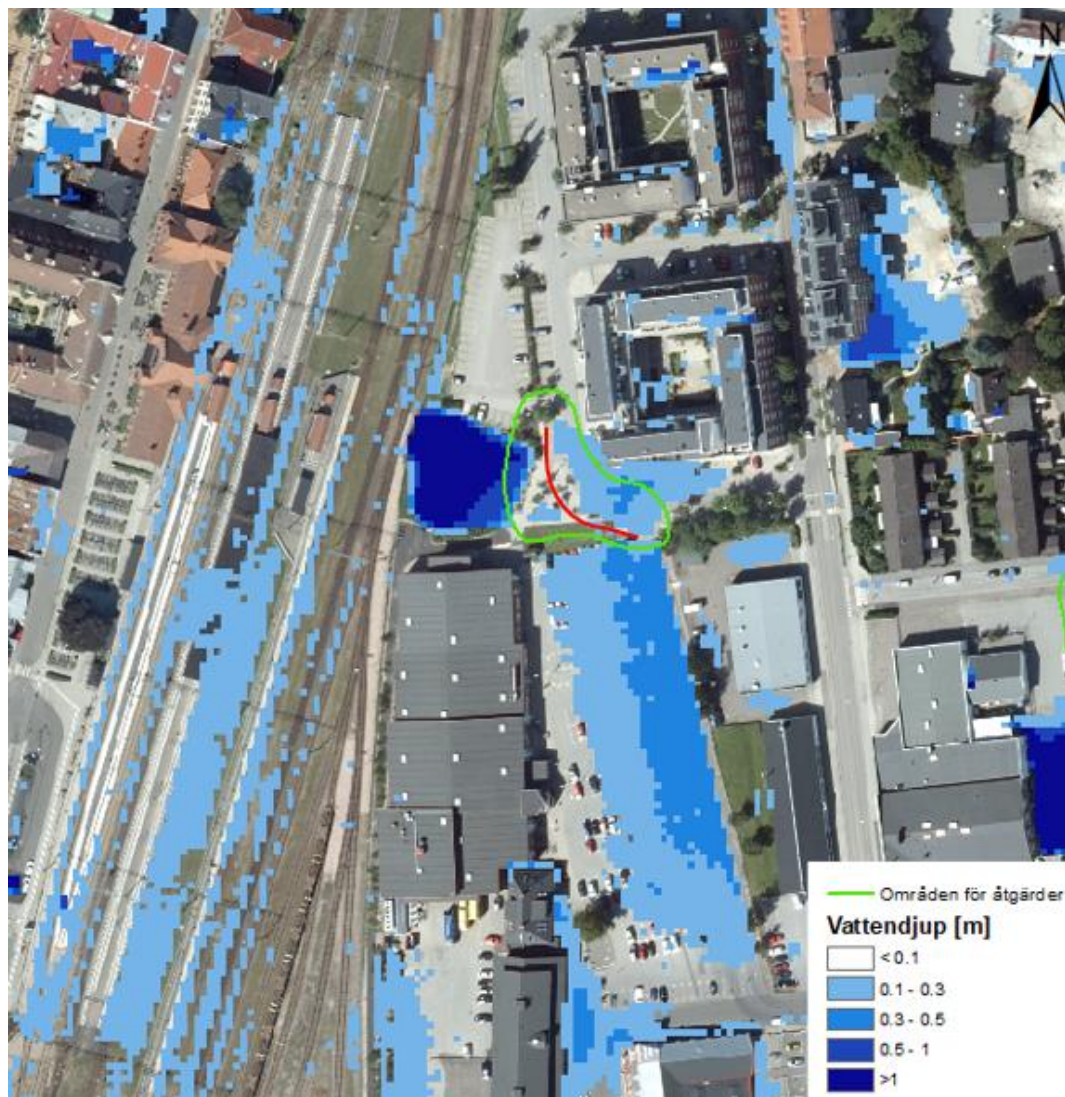 N
Områden för åtgärder
Vattendjup [m]
< 0.1
0.1 - 0.3
0.3 - 0.5
0.5 - 1
>1